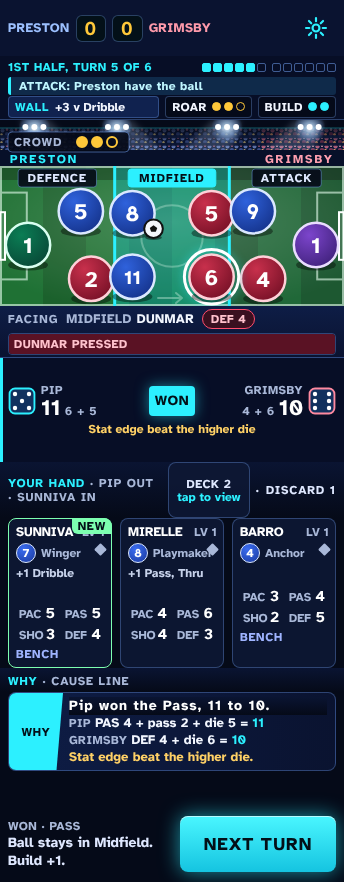 PRESTON 0 0 GRIMSBY
1ST HALF, TURN 5 OF 6
ATTACK: Preston have the ball
WALL +3 v Dribble ROAR BUILD
CROWD
PRESTON GRIMSBY
DEFENCE MIDFIELD ATTACK
5 8 5 9
1 1
2 11 6 4
FACING MIDFIELD DUNMAR DEF 4
DUNMAR PRESSED
PIP GRIMSBY
11 6 + 5 WON 4 + 6 10
Stat edge beat the higher die
YOUR HAND · PIP OUT
· SUNNIVA IN
DECK 2
tap to view
· DISCARD 1
NEW
SUNNIVA
7 Winger
+1 Dribble
PAC 5 PAS 5
SHO 3 DEF 4
BENCH
MIRELLE LV 1
8 Playmaker
+1 Pass, Thru
PAC 4 PAS 6
SHO 4 DEF 3
BARRO LV 1
4 Anchor
PAC 3 PAS 4
SHO 2 DEF 5
BENCH
WHY · CAUSE LINE
WHY
Pip won the Pass, 11 to 10.
PIP PAS 4 + pass 2 + die 5 = 11
GRIMSBY DEF 4 + die 6 = 10
Stat edge beat the higher die.
WON · PASS
Ball stays in Midfield.
Build +1.
NEXT TURN